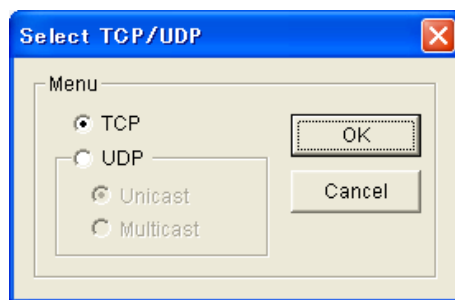 Select TCP/UDP
Menu
TCP
UDP
Unicast
Multicast
OK
Cancel